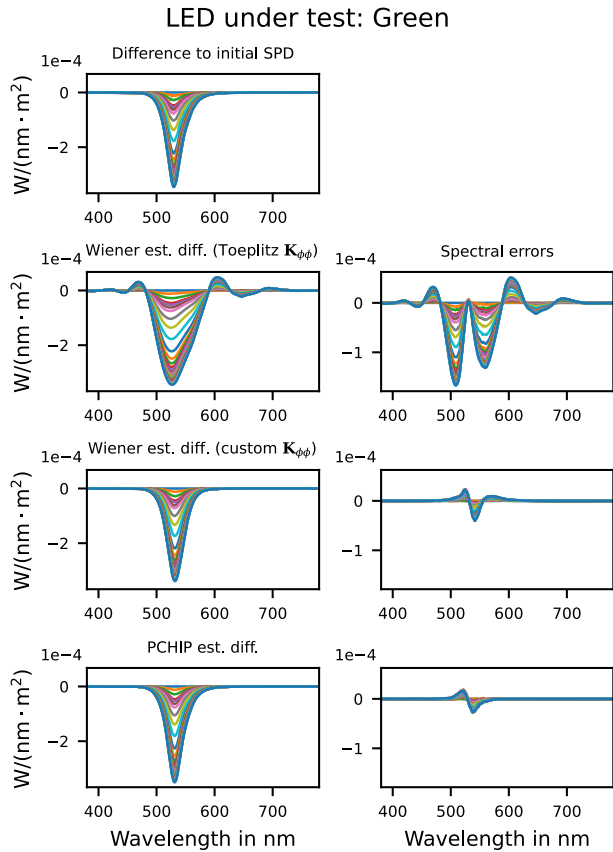 LED under test: Green
Difference to initial SPD
1e−4
W/(nm · m²)
0
−2
400 500 600 700
Wiener est. diff. (Toeplitz K_ϕϕ)
1e−4
W/(nm · m²)
0
−2
400 500 600 700
Spectral errors
1e−4
0
−1
400 500 600 700
Wiener est. diff. (custom K_ϕϕ)
1e−4
W/(nm · m²)
0
−2
400 500 600 700
1e−4
0
−1
400 500 600 700
PCHIP est. diff.
1e−4
W/(nm · m²)
0
−2
400 500 600 700
Wavelength in nm
1e−4
0
−1
400 500 600 700
Wavelength in nm